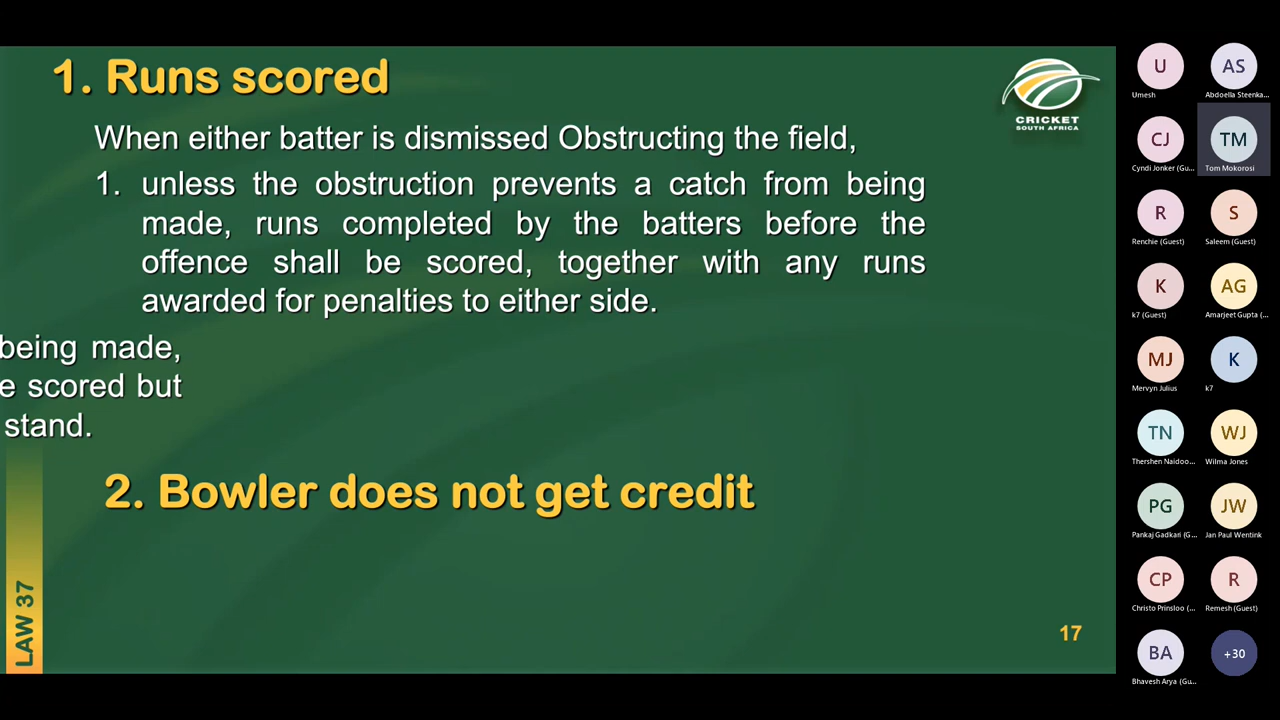 1. Runs scored
CRICKET
SOUTH AFRICA
When either batter is dismissed Obstructing the field,
1. unless the obstruction prevents a catch from being
made, runs completed by the batters before the
offence shall be scored, together with any runs
awarded for penalties to either side.
being made,
e scored but
stand.
2. Bowler does not get credit
LAW 37
17
U
Umesh
AS
Abdoella Steenka...
CJ
Cyndi Jonker (Gu...
TM
Tom Mokorosi
R
Renchie (Guest)
S
Saleem (Guest)
K
k7 (Guest)
AG
Amarjeet Gupta (...
MJ
Mervyn Julius
K
k7
TN
Thershen Naidoo...
WJ
Wilma Jones
PG
Pankaj Gadkari (G...
JW
Jan Paul Wentink
CP
Christo Prinsloo (...
R
Remesh (Guest)
BA
Bhavesh Arya (Gu...
+30